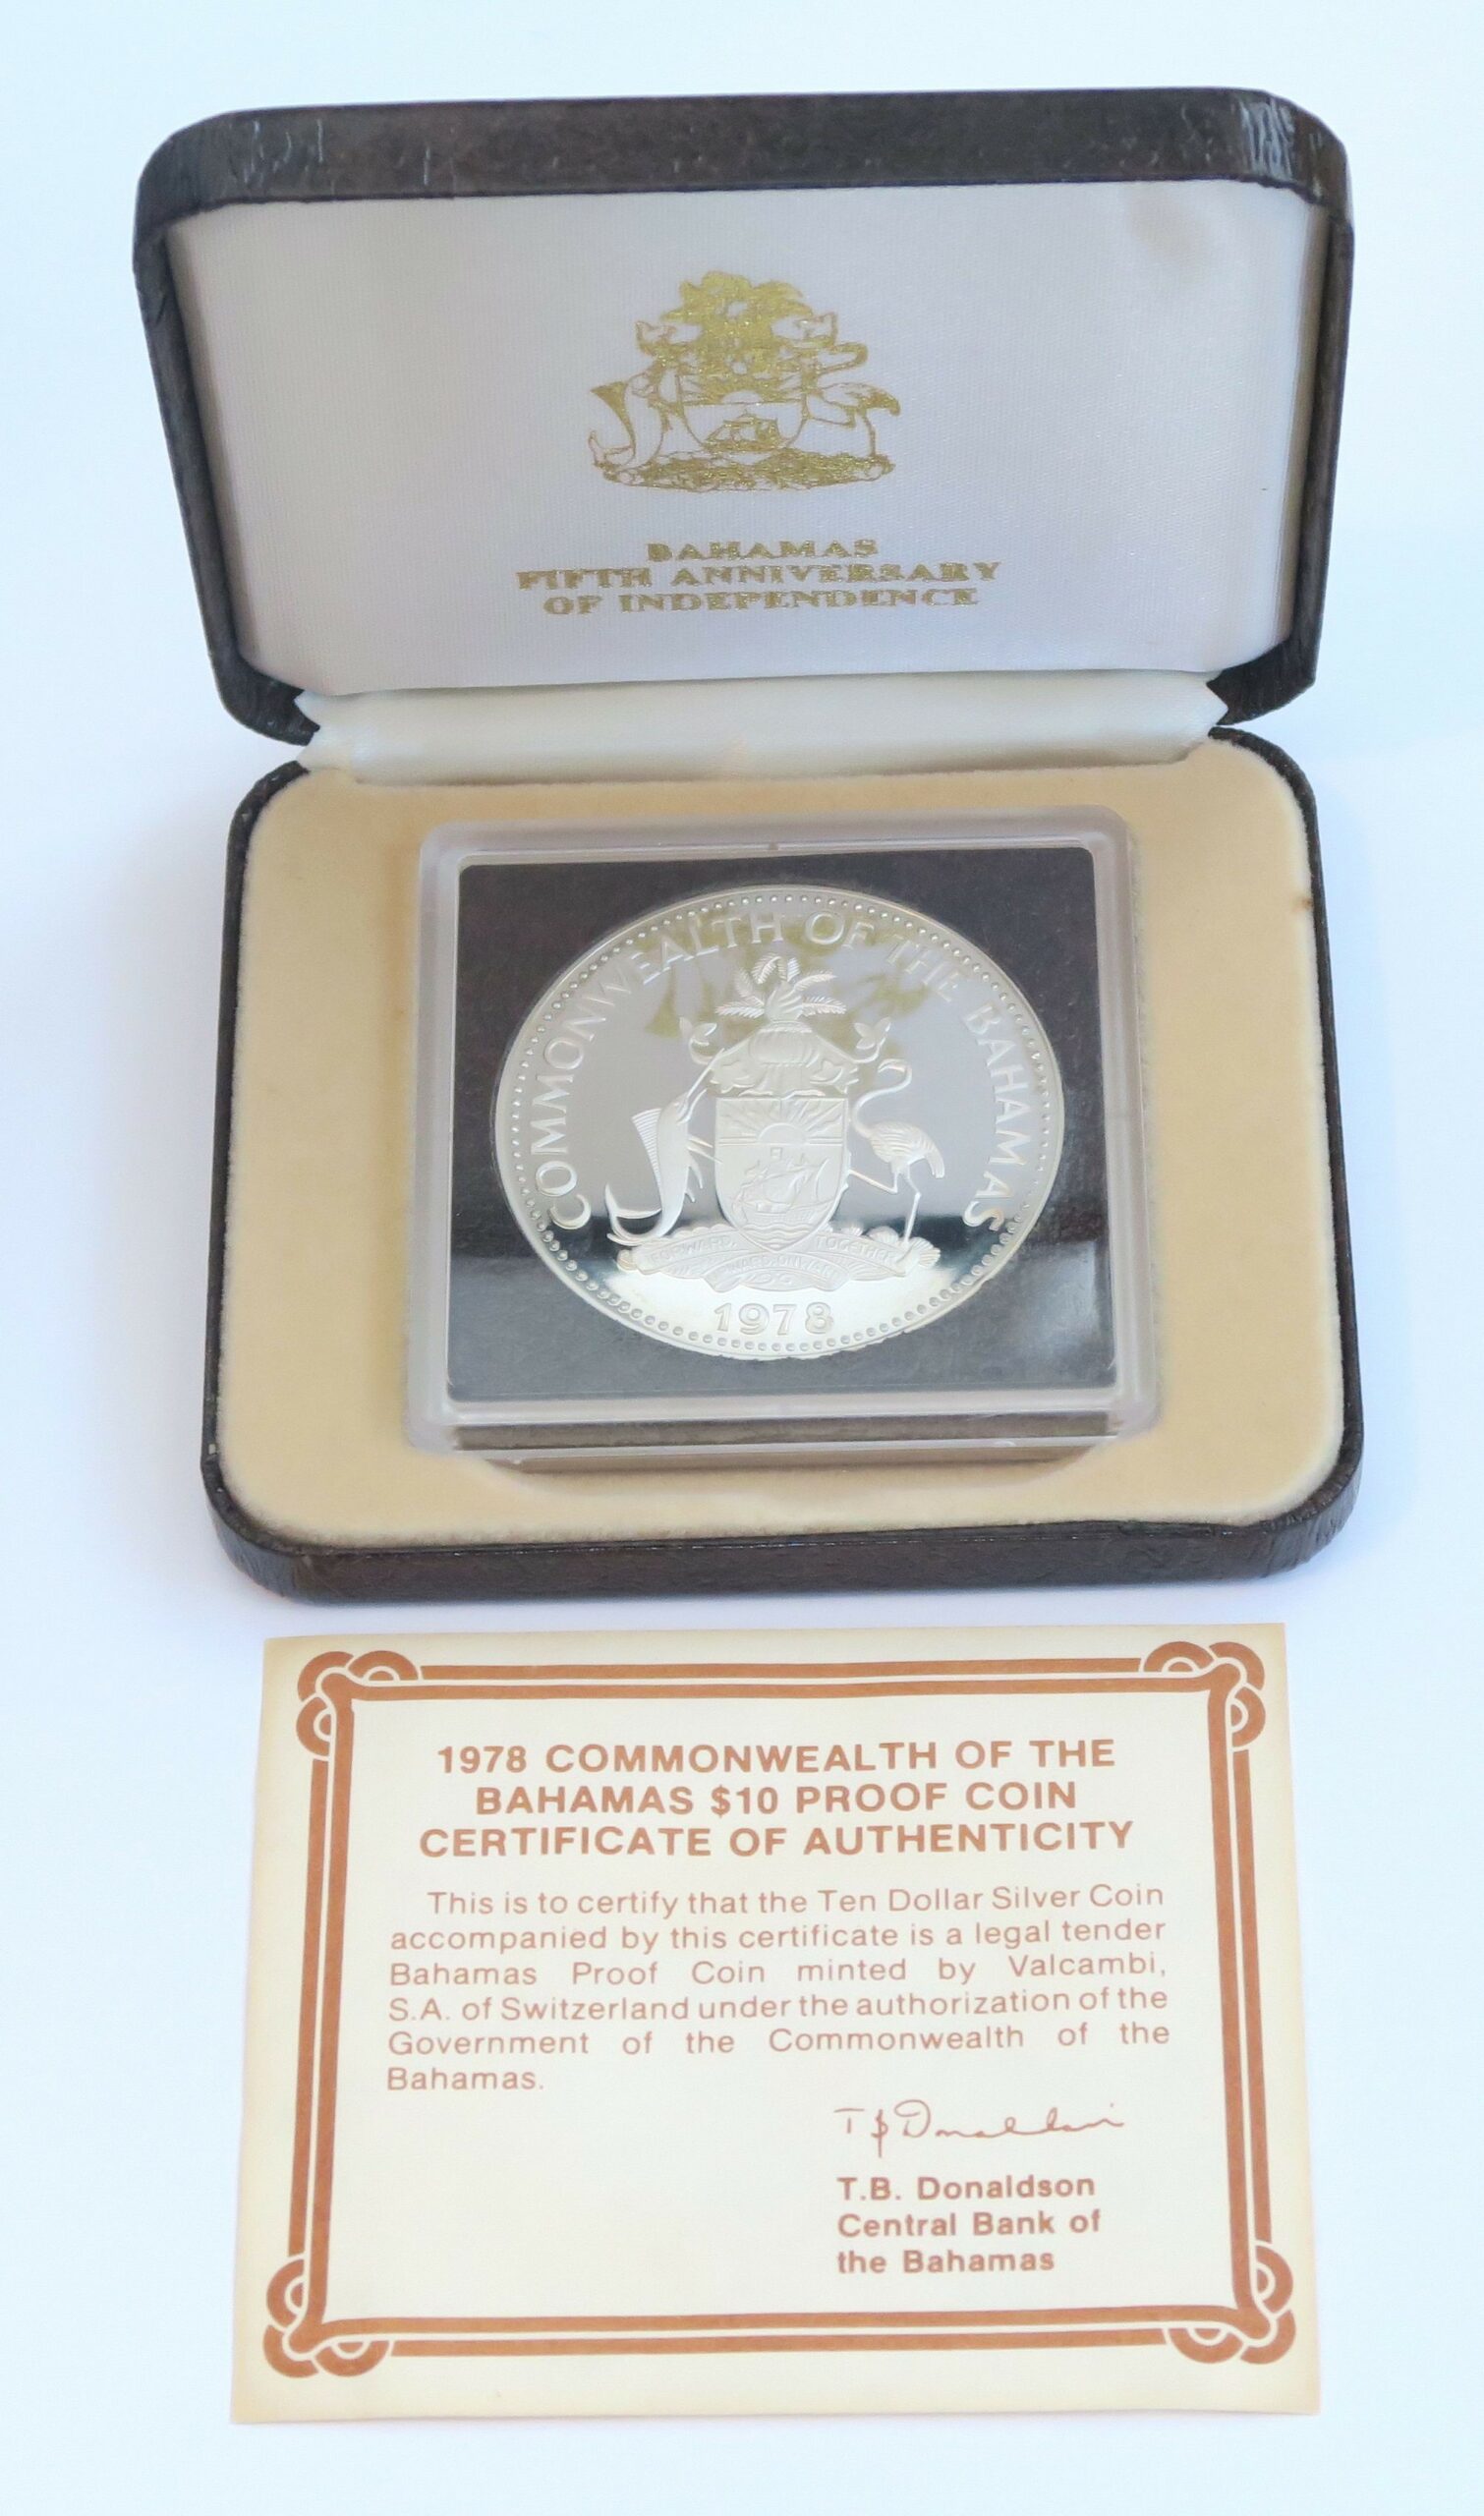 BAHAMAS
FIFTH ANNIVERSARY
OF INDEPENDENCE
COMMONWEALTH OF THE BAHAMAS
FORWARD UPWARD ONWARD TOGETHER
1978
1978 COMMONWEALTH OF THE
BAHAMAS $10 PROOF COIN
CERTIFICATE OF AUTHENTICITY
This is to certify that the Ten Dollar Silver Coin
accompanied by this certificate is a legal tender
Bahamas Proof Coin minted by Valcambi,
S.A. of Switzerland under the authorization of the
Government of the Commonwealth of the
Bahamas.
T B Donaldson
T.B. Donaldson
Central Bank of
the Bahamas